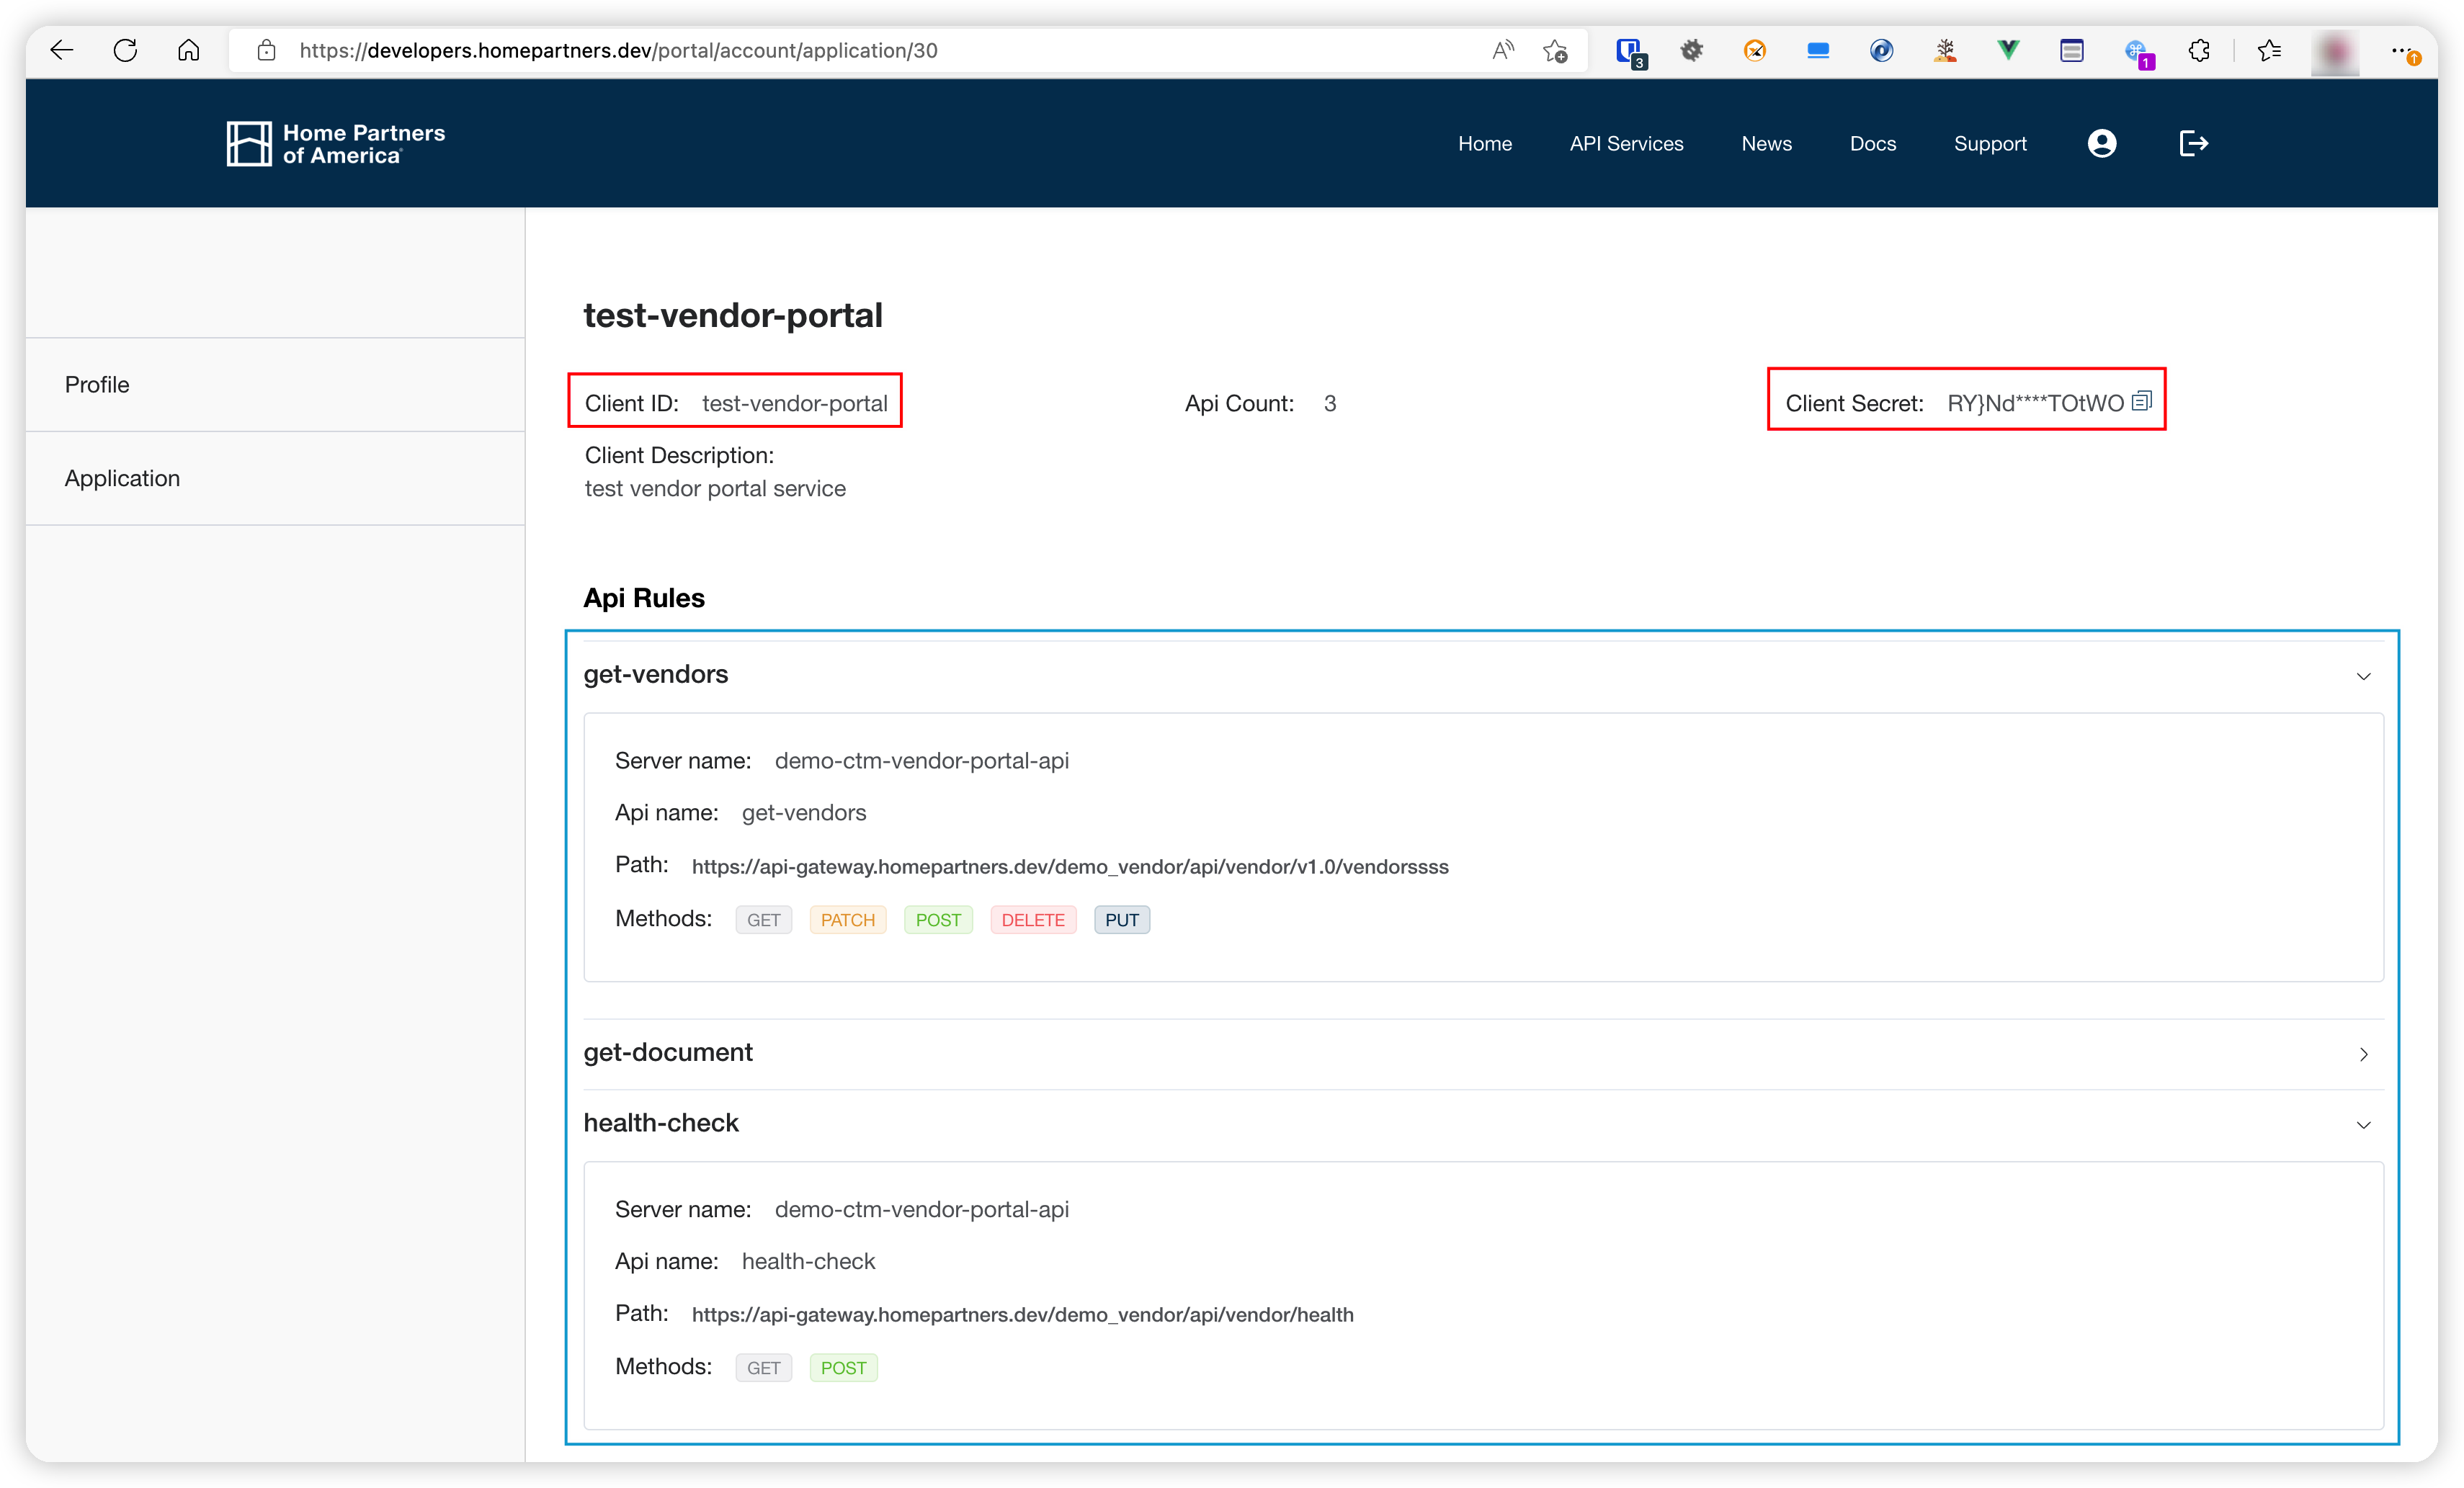 https://developers.homepartners.dev/portal/account/application/30
3
1
Home Partners of America
Home API Services News Docs Support
Profile
Application
test-vendor-portal
Client ID: test-vendor-portal Api Count: 3 Client Secret: RY}Nd****TOtWO
Client Description:
test vendor portal service
Api Rules
get-vendors
Server name: demo-ctm-vendor-portal-api
Api name: get-vendors
Path: https://api-gateway.homepartners.dev/demo_vendor/api/vendor/v1.0/vendorssss
Methods: GET PATCH POST DELETE PUT
get-document
health-check
Server name: demo-ctm-vendor-portal-api
Api name: health-check
Path: https://api-gateway.homepartners.dev/demo_vendor/api/vendor/health
Methods: GET POST